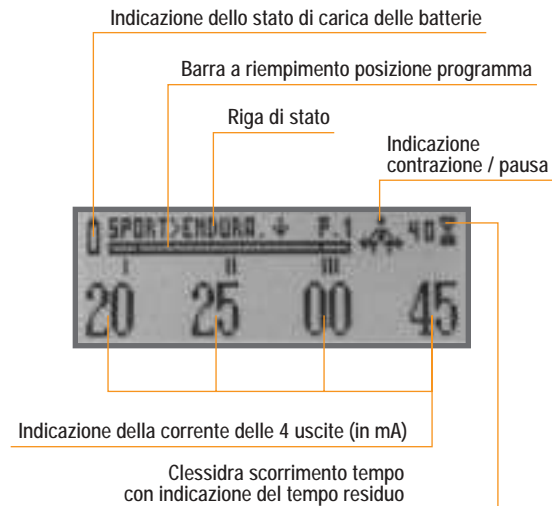 Indicazione dello stato di carica delle batterie
Barra a riempimento posizione programma
Riga di stato
Indicazione
contrazione / pausa
SPORT>ENDURA. ↓ P.1 40
I II III
20 25 00 45
Indicazione della corrente delle 4 uscite (in mA)
Clessidra scorrimento tempo
con indicazione del tempo residuo